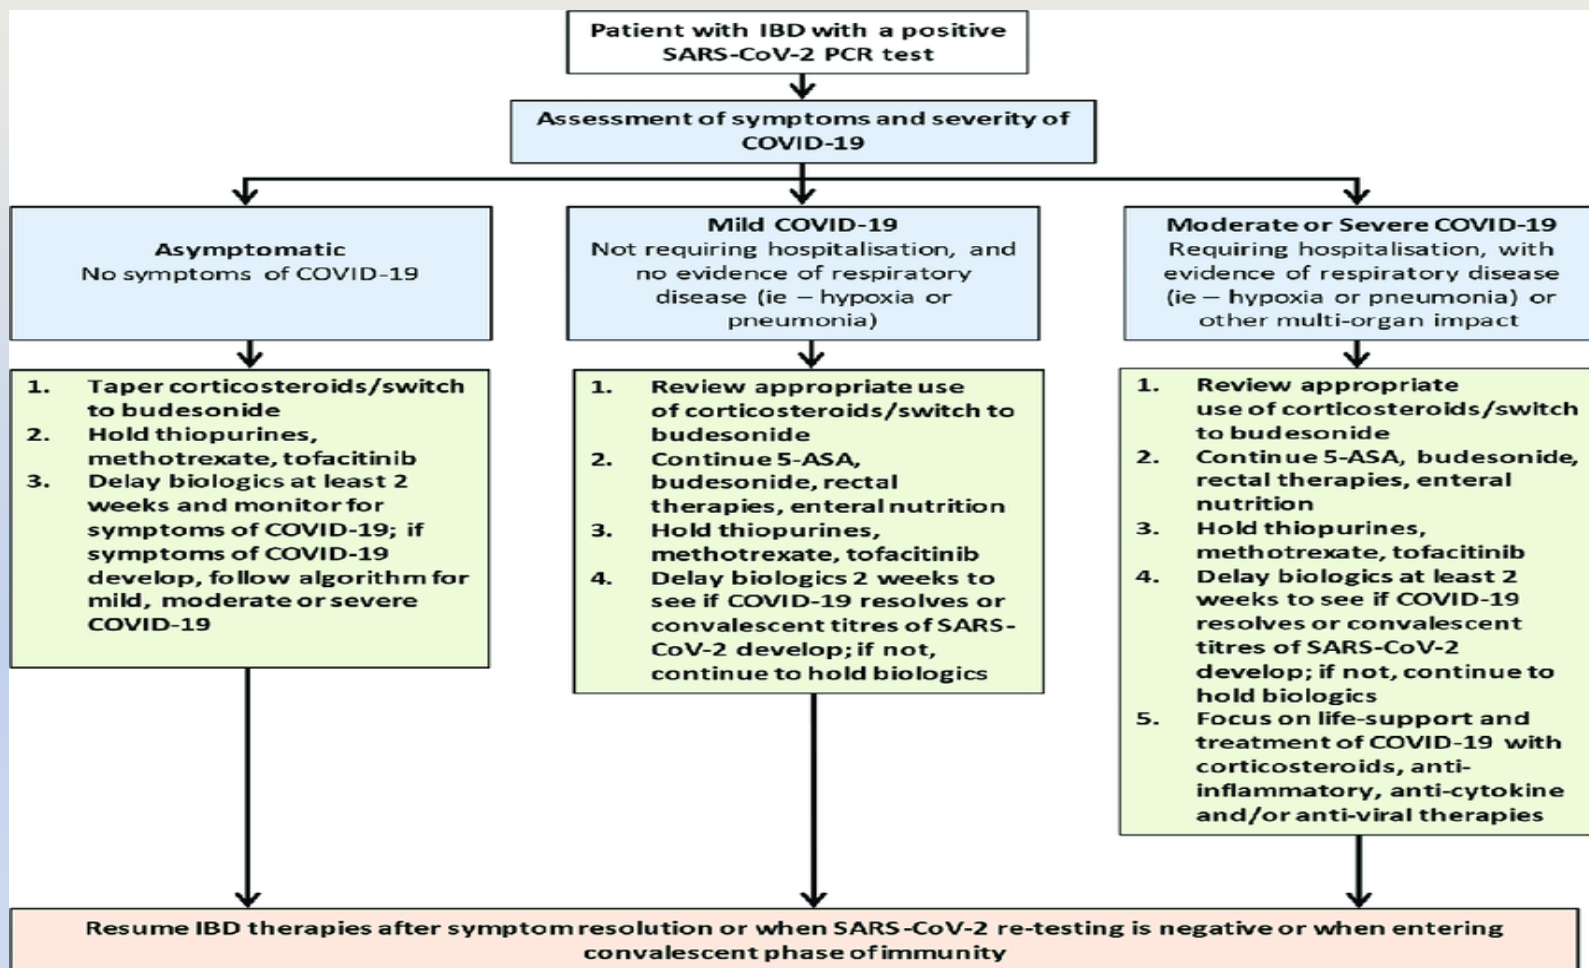 Patient with IBD with a positive
SARS-CoV-2 PCR test
Assessment of symptoms and severity of
COVID-19
Asymptomatic
No symptoms of COVID-19
Mild COVID-19
Not requiring hospitalisation, and
no evidence of respiratory
disease (ie – hypoxia or
pneumonia)
Moderate or Severe COVID-19
Requiring hospitalisation, with
evidence of respiratory disease
(ie – hypoxia or pneumonia) or
other multi-organ impact
1. Taper corticosteroids/switch
to budesonide
2. Hold thiopurines,
methotrexate, tofacitinib
3. Delay biologics at least 2
weeks and monitor for
symptoms of COVID-19; if
symptoms of COVID-19
develop, follow algorithm for
mild, moderate or severe
COVID-19
1. Review appropriate use
of corticosteroids/switch to
budesonide
2. Continue 5-ASA,
budesonide, rectal
therapies, enteral nutrition
3. Hold thiopurines,
methotrexate, tofacitinib
4. Delay biologics 2 weeks to
see if COVID-19 resolves or
convalescent titres of SARS-
CoV-2 develop; if not,
continue to hold biologics
1. Review appropriate
use of corticosteroids/switch
to budesonide
2. Continue 5-ASA, budesonide,
rectal therapies, enteral
nutrition
3. Hold thiopurines,
methotrexate, tofacitinib
4. Delay biologics at least 2
weeks to see if COVID-19
resolves or convalescent
titres of SARS-CoV-2
develop; if not, continue to
hold biologics
5. Focus on life-support and
treatment of COVID-19 with
corticosteroids, anti-
inflammatory, anti-cytokine
and/or anti-viral therapies
Resume IBD therapies after symptom resolution or when SARS-CoV-2 re-testing is negative or when entering
convalescent phase of immunity